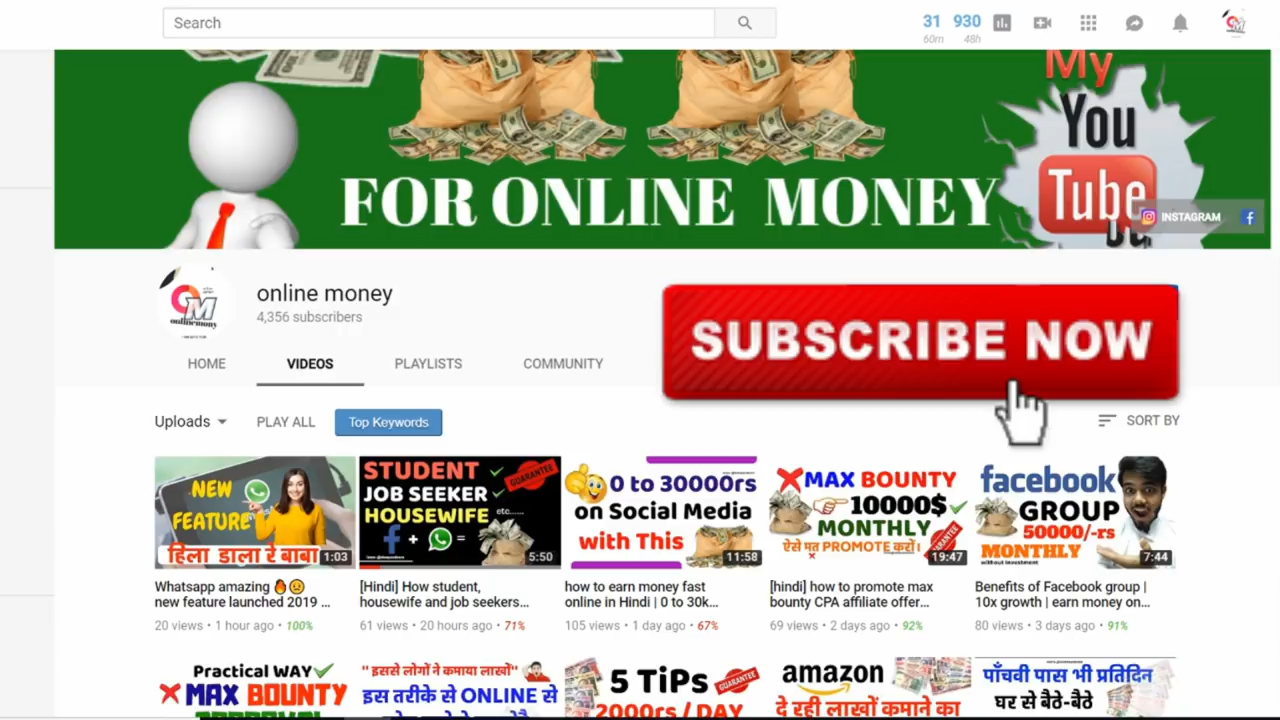 Search
31 930
60m 48h
My
You
Tube
FOR ONLINE MONEY
INSTAGRAM
OM
onlinemony
online money
4,356 subscribers
SUBSCRIBE NOW
HOME VIDEOS PLAYLISTS COMMUNITY
Uploads PLAY ALL Top Keywords SORT BY
NEW
FEATURE
हिला डाला रे बाबा
1:03
STUDENT
JOB SEEKER
HOUSEWIFE etc.....
GUARANTEE
f + =
5:50
0 to 30000rs
on Social Media
with This
11:58
MAX BOUNTY
10000$
MONTHLY
GUARANTEE
ऐसे मत PROMOTE करों।
19:47
facebook
GROUP
50000/-rs
MONTHLY
without investment
7:44
Whatsapp amazing 🔥😢
new feature launched 2019 ...
20 views • 1 hour ago • 100%
[Hindi] How student,
housewife and job seekers...
61 views • 20 hours ago • 71%
how to earn money fast
online in Hindi | 0 to 30k...
105 views • 1 day ago • 67%
[hindi] how to promote max
bounty CPA affiliate offer...
69 views • 2 days ago • 92%
Benefits of Facebook group |
10x growth | earn money on...
80 views • 3 days ago • 91%
Practical WAY
MAX BOUNTY
APPROVAL
" इससे लोगों ने कमाया लाखों"
इस तरीके से ONLINE से
5 TiPs
GUARANTEE
2000rs / DAY
amazon
दे रही लाखों कमाने का
पाँचवी पास भी प्रतिदिन
घर से बैठे-बैठे